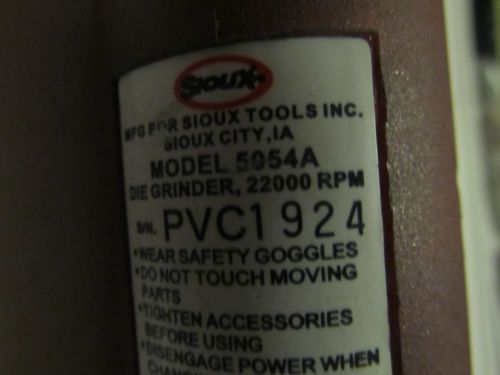 SIOUX
MFG FOR SIOUX TOOLS INC.
SIOUX CITY, IA
MODEL 5054A
DIE GRINDER, 22000 RPM
S/N. PVC1924
*WEAR SAFETY GOGGLES
*DO NOT TOUCH MOVING
PARTS
*TIGHTEN ACCESSORIES
BEFORE USING
*DISENGAGE POWER WHEN